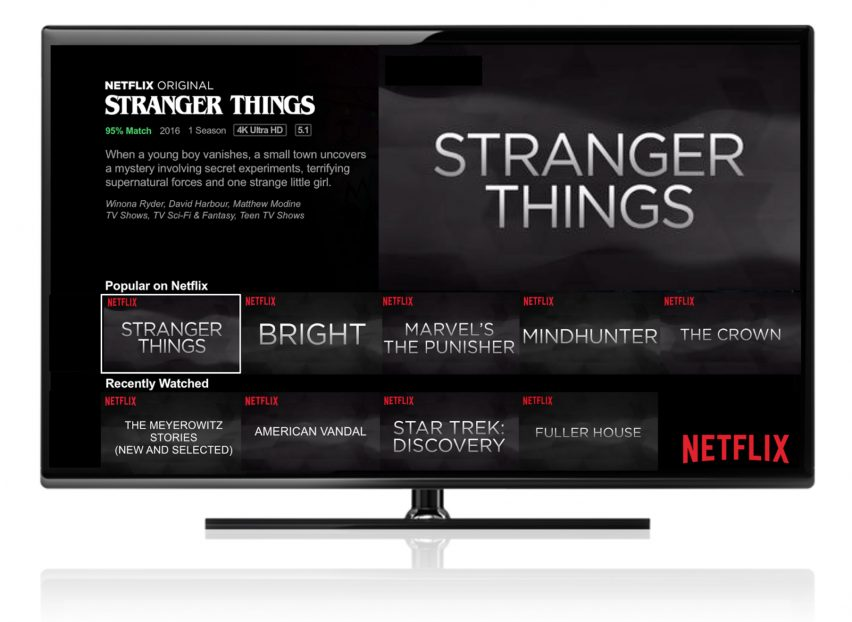 NETFLIX ORIGINAL
STRANGER THINGS
95% Match 2016 1 Season 4K Ultra HD 5.1
When a young boy vanishes, a small town uncovers
a mystery involving secret experiments, terrifying
supernatural forces and one strange little girl.
Winona Ryder, David Harbour, Matthew Modine
TV Shows, TV Sci-Fi & Fantasy, Teen TV Shows
STRANGER
THINGS
Popular on Netflix
NETFLIX
STRANGER
THINGS
NETFLIX
BRIGHT
NETFLIX
MARVEL'S
THE PUNISHER
NETFLIX
MINDHUNTER
NETFLIX
THE CROWN
Recently Watched
NETFLIX
THE MEYEROWITZ
STORIES
(NEW AND SELECTED)
NETFLIX
AMERICAN VANDAL
NETFLIX
STAR TREK:
DISCOVERY
NETFLIX
FULLER HOUSE
NETFLIX